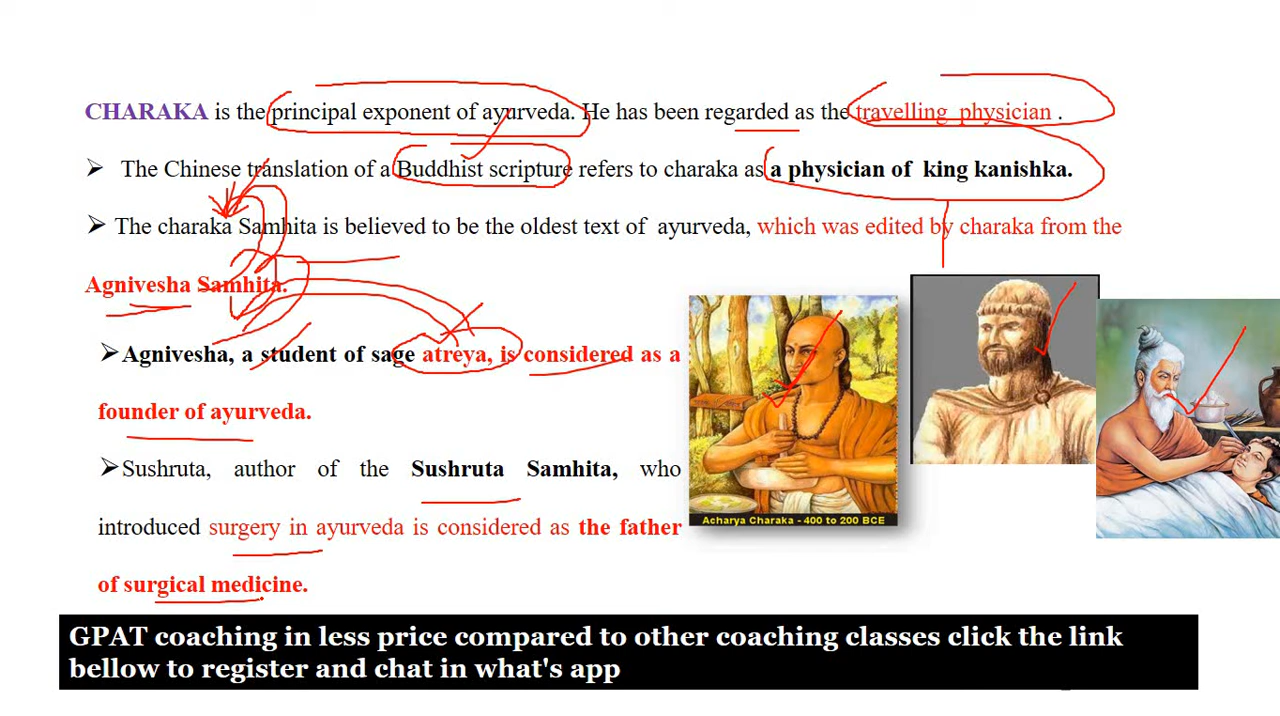 CHARAKA is the principal exponent of ayurveda. He has been regarded as the travelling physician .
➢ The Chinese translation of a Buddhist scripture refers to charaka as a physician of king kanishka.
➢ The charaka Samhita is believed to be the oldest text of ayurveda, which was edited by charaka from the
Agnivesha Samhita.
➢Agnivesha, a student of sage atreya, is considered as a
founder of ayurveda.
➢Sushruta, author of the Sushruta Samhita, who
introduced surgery in ayurveda is considered as the father
of surgical medicine.
Acharya Charaka - 400 to 200 BCE
GPAT coaching in less price compared to other coaching classes click the link
bellow to register and chat in what's app